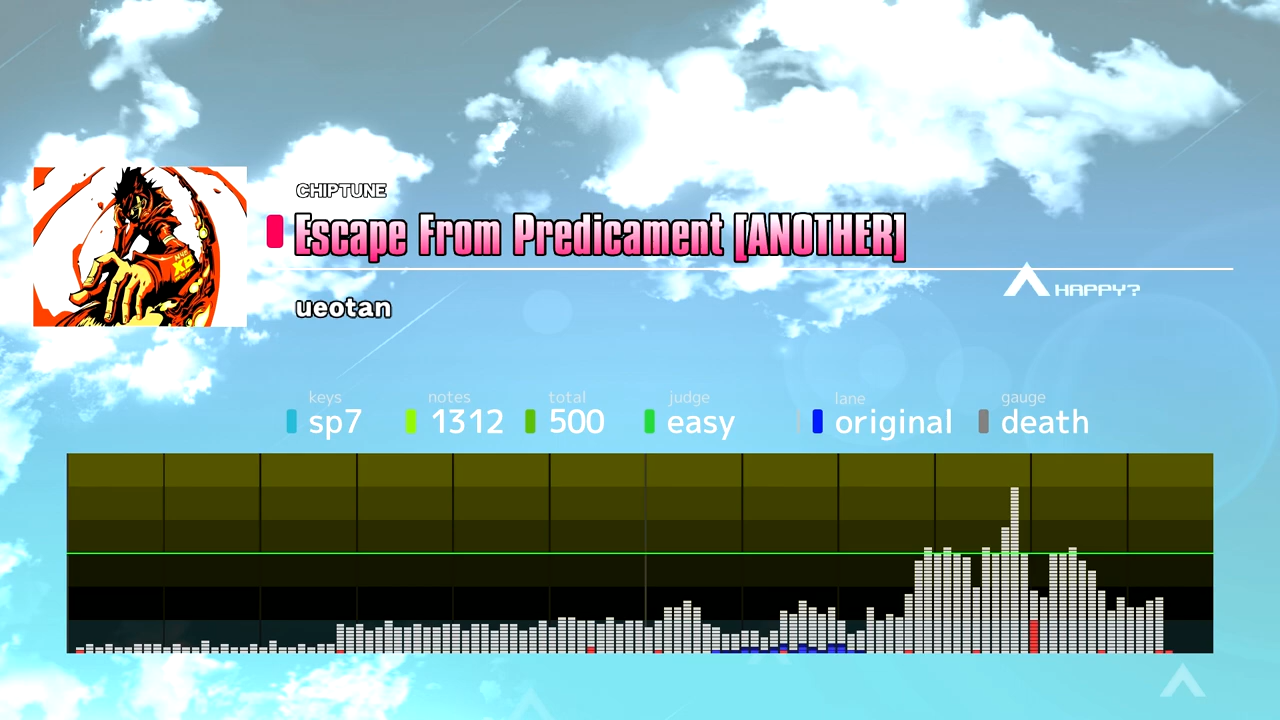 CHIPTUNE
Escape From Predicament [ANOTHER]
HAPPY?
ueotan
keys notes total judge lane gauge
sp7 1312 500 easy original death